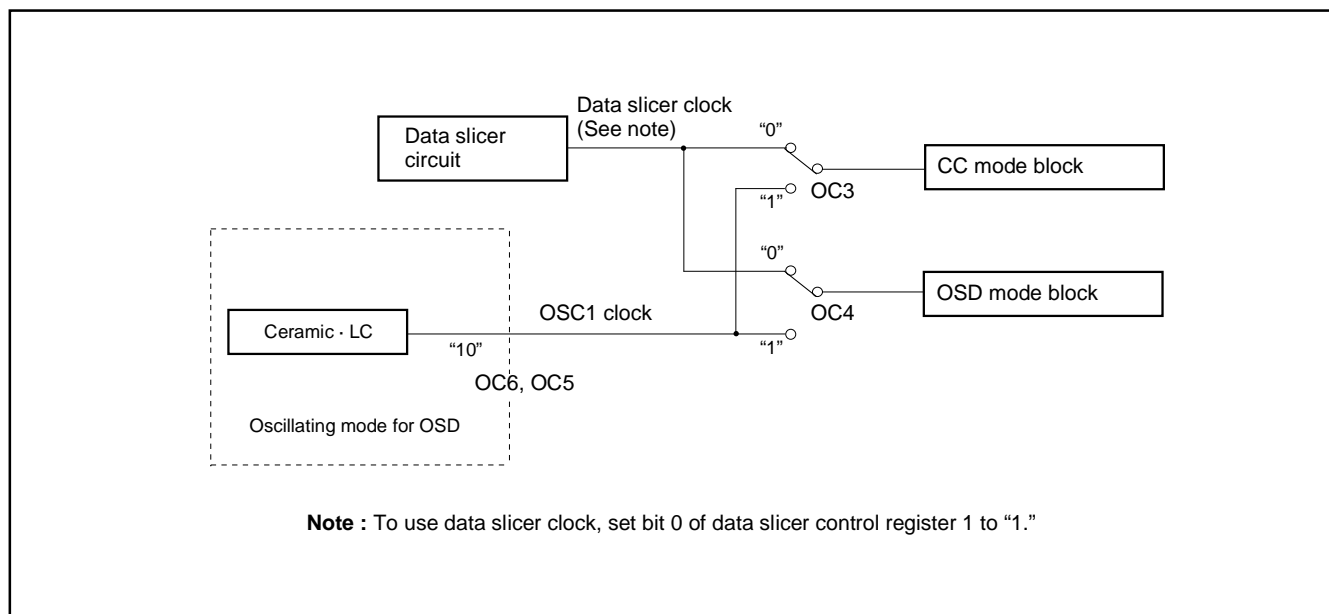 Data slicer clock
(See note)
Data slicer
circuit
“0”
CC mode block
“1”
OC3
“0”
OSD mode block
OC4
“1”
OSC1 clock
Ceramic · LC
“10”
OC6, OC5
Oscillating mode for OSD
Note : To use data slicer clock, set bit 0 of data slicer control register 1 to “1.”